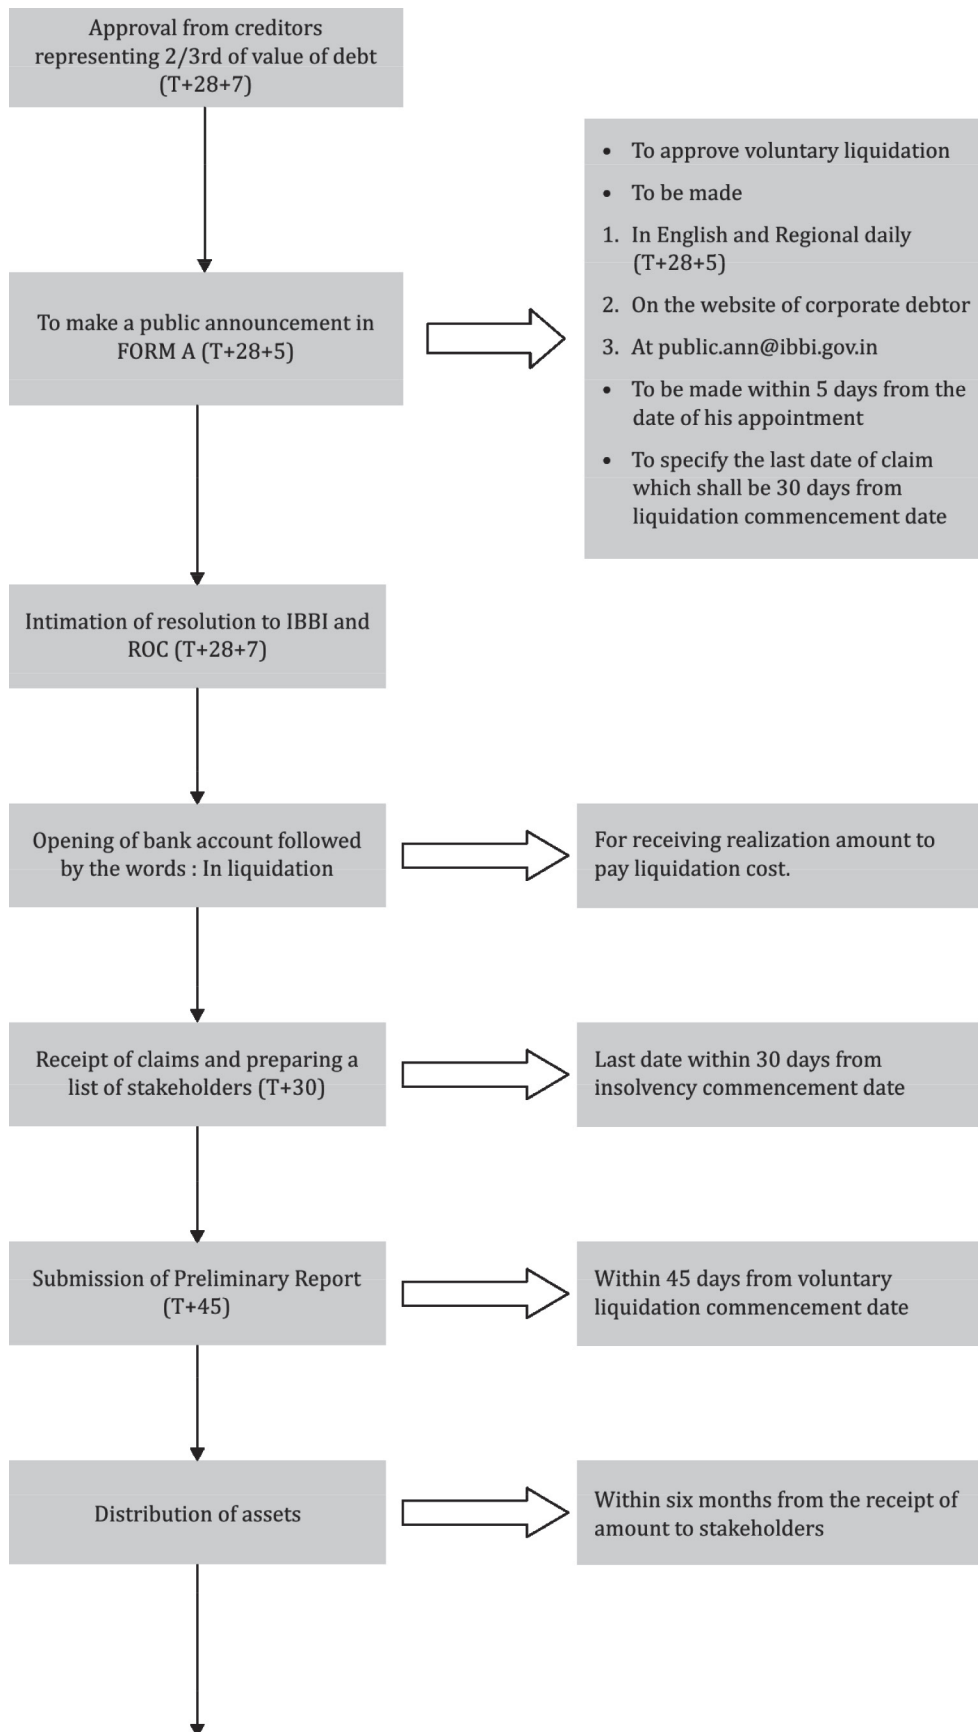 Approval from creditors
representing 2/3rd of value of debt
(T+28+7)
To make a public announcement in
FORM A (T+28+5)
• To approve voluntary liquidation
• To be made
1. In English and Regional daily
(T+28+5)
2. On the website of corporate debtor
3. At public.ann@ibbi.gov.in
• To be made within 5 days from the
date of his appointment
• To specify the last date of claim
which shall be 30 days from
liquidation commencement date
Intimation of resolution to IBBI and
ROC (T+28+7)
Opening of bank account followed
by the words : In liquidation
For receiving realization amount to
pay liquidation cost.
Receipt of claims and preparing a
list of stakeholders (T+30)
Last date within 30 days from
insolvency commencement date
Submission of Preliminary Report
(T+45)
Within 45 days from voluntary
liquidation commencement date
Distribution of assets
Within six months from the receipt of
amount to stakeholders